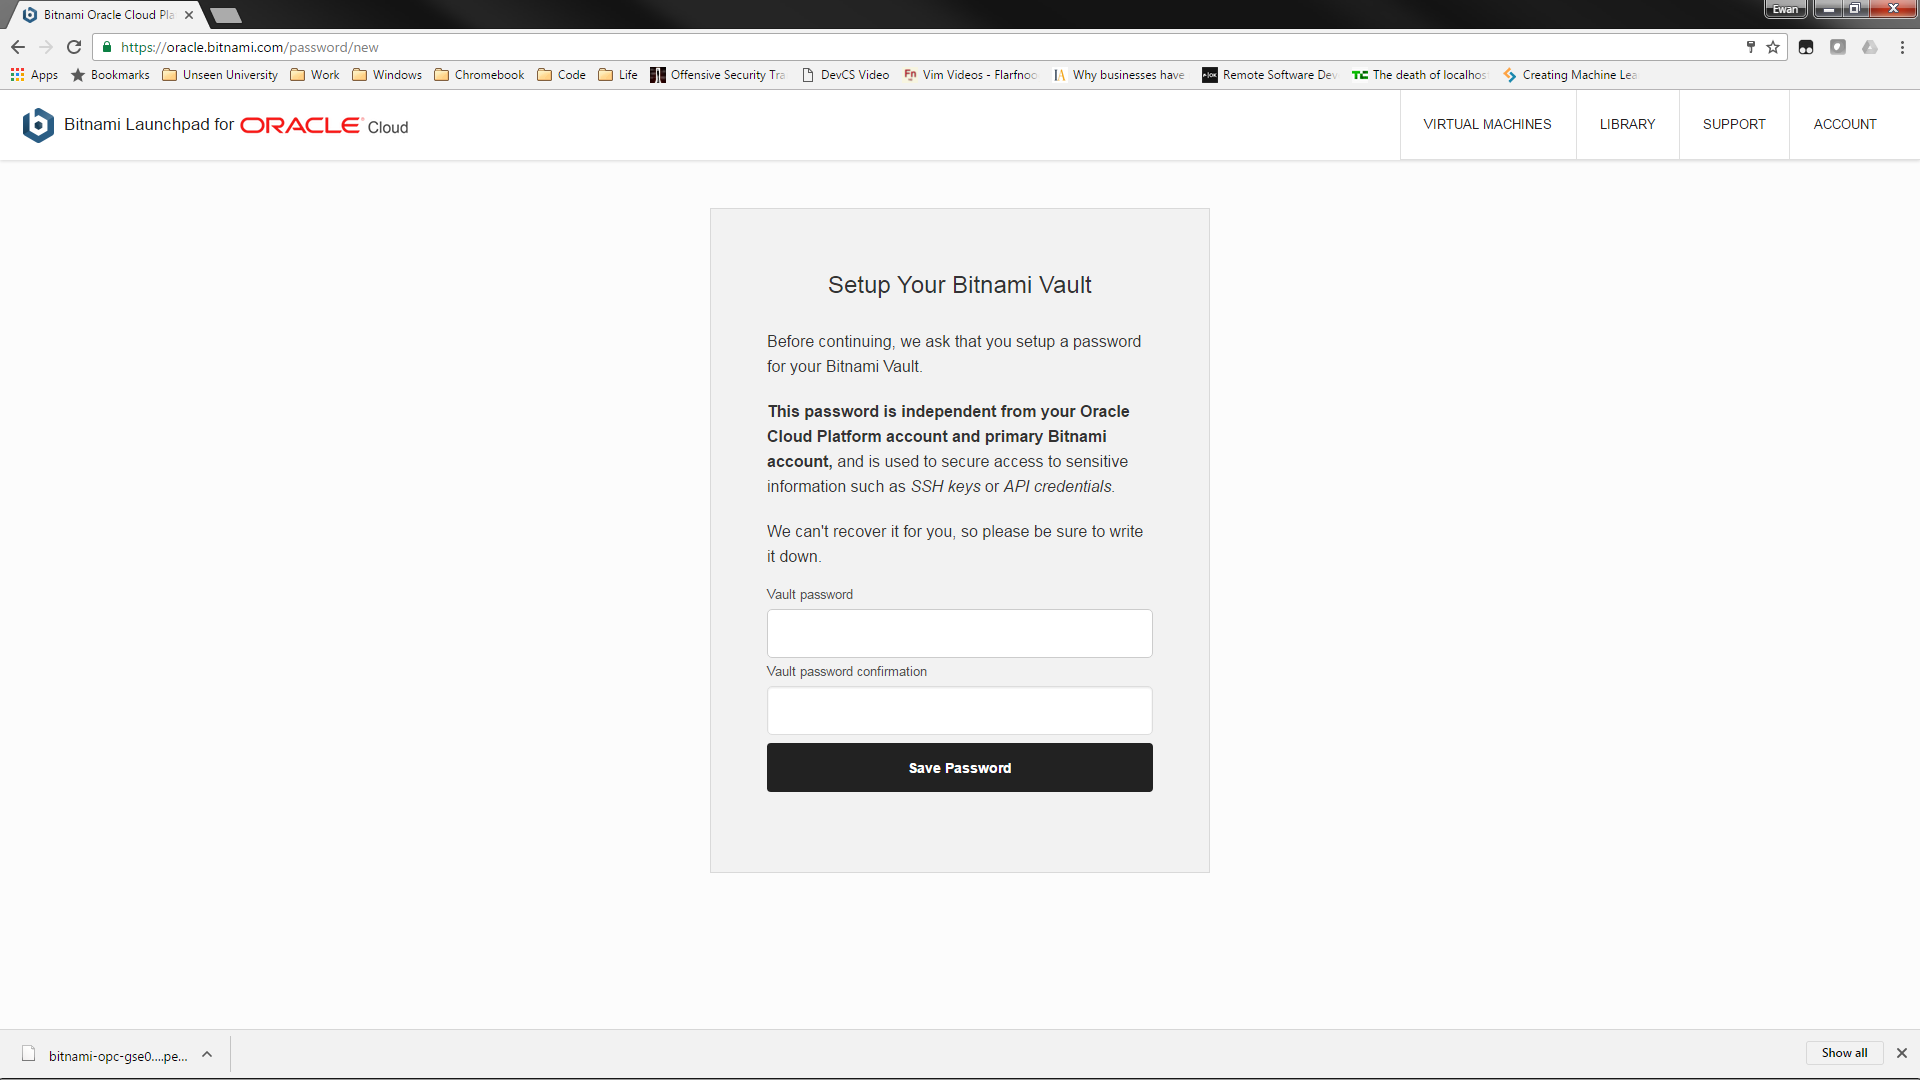 Bitnami Oracle Cloud Pla
Ewan
https://oracle.bitnami.com/password/new
Apps Bookmarks Unseen University Work Windows Chromebook Code Life Offensive Security Tra DevCS Video Fn Vim Videos - Flarfnoo IA Why businesses have Remote Software Dev TC The death of localhos Creating Machine Lea
Bitnami Launchpad for ORACLE Cloud
VIRTUAL MACHINES LIBRARY SUPPORT ACCOUNT
Setup Your Bitnami Vault
Before continuing, we ask that you setup a password
for your Bitnami Vault.
This password is independent from your Oracle
Cloud Platform account and primary Bitnami
account, and is used to secure access to sensitive
information such as SSH keys or API credentials.
We can't recover it for you, so please be sure to write
it down.
Vault password
Vault password confirmation
Save Password
bitnami-opc-gse0....pe...
Show all